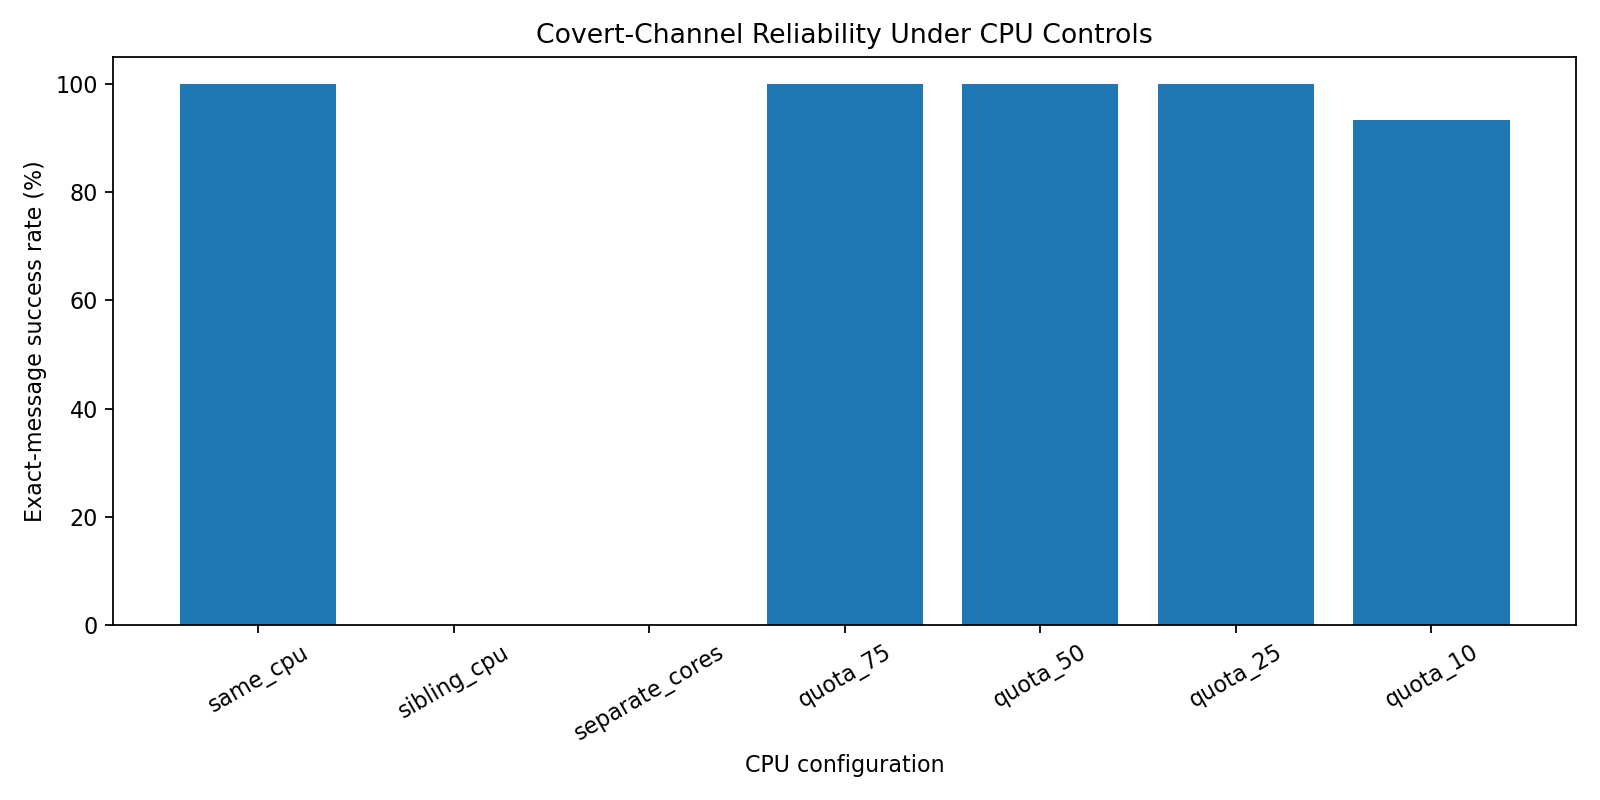 Covert-Channel Reliability Under CPU Controls
Exact-message success rate (%)
100
80
60
40
20
0
same_cpu
sibling_cpu
separate_cores
quota_75
quota_50
quota_25
quota_10
CPU configuration